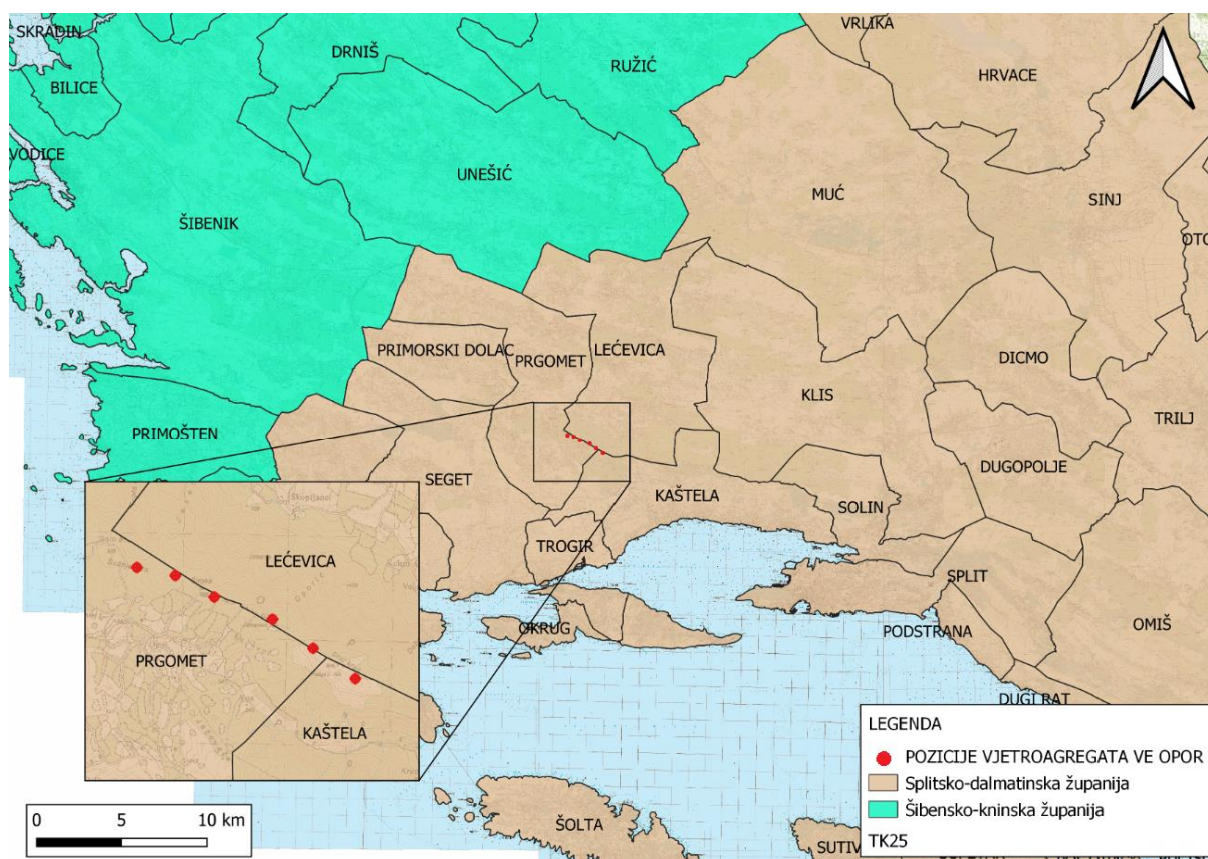 SKRADIN
BILICE
VODICE
DRNIŠ
RUŽIĆ
VRLIKA
HRVACE
UNEŠIĆ
ŠIBENIK
MUĆ
SINJ
OTO
PRIMORSKI DOLAC
PRGOMET
LEĆEVICA
DICMO
KLIS
TRILJ
PRIMOŠTEN
SEGET
DUGOPOLJE
KAŠTELA
SOLIN
TROGIR
SPLIT
OKRUG
PODSTRANA
OMIŠ
DUGI RAT
LEĆEVICA
PRGOMET
KAŠTELA
ŠOLTA
SUTIV
0 5 10 km
LEGENDA
POZICIJE VJETROAGREGATA VE OPOR
Splitsko-dalmatinska županija
Šibensko-kninska županija
TK25